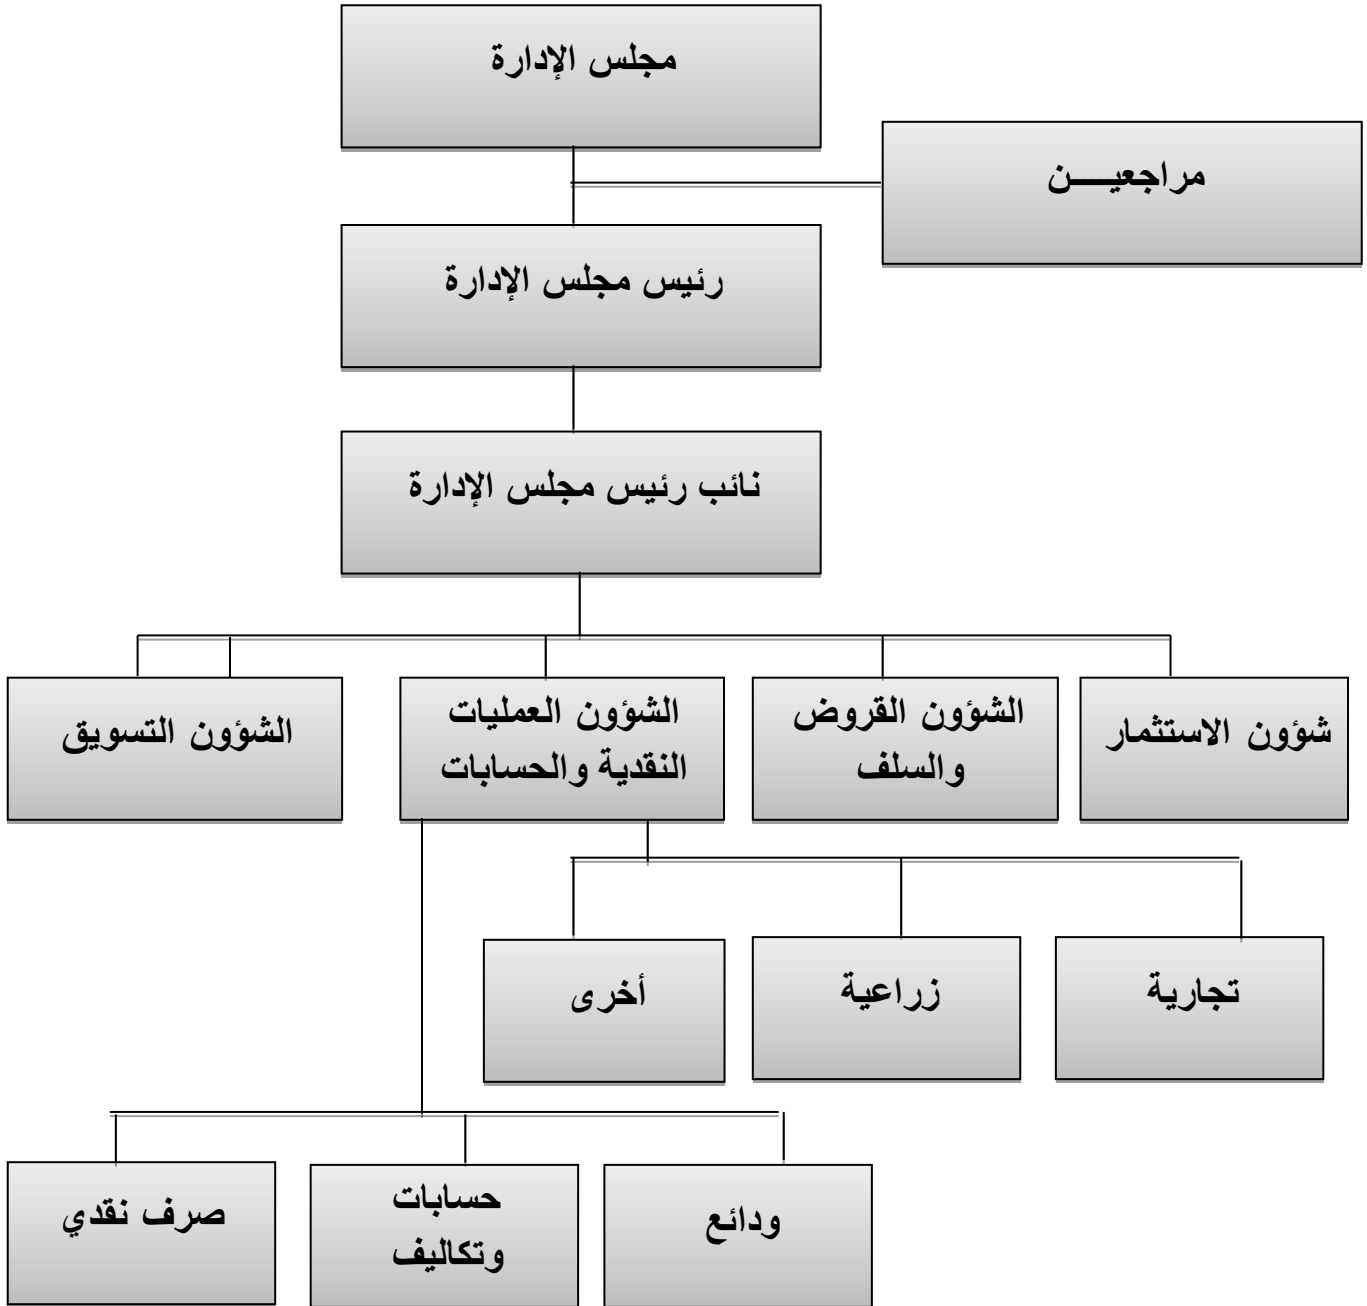 مجلس الإدارة
مراجعيـــــن
رئيس مجلس الإدارة
نائب رئيس مجلس الإدارة
شؤون الاستثمار
الشؤون القروض
والسلف
الشؤون العمليات
النقدية والحسابات
الشؤون التسويق
تجارية
زراعية
أخرى
ودائع
حسابات
وتكاليف
صرف نقدي